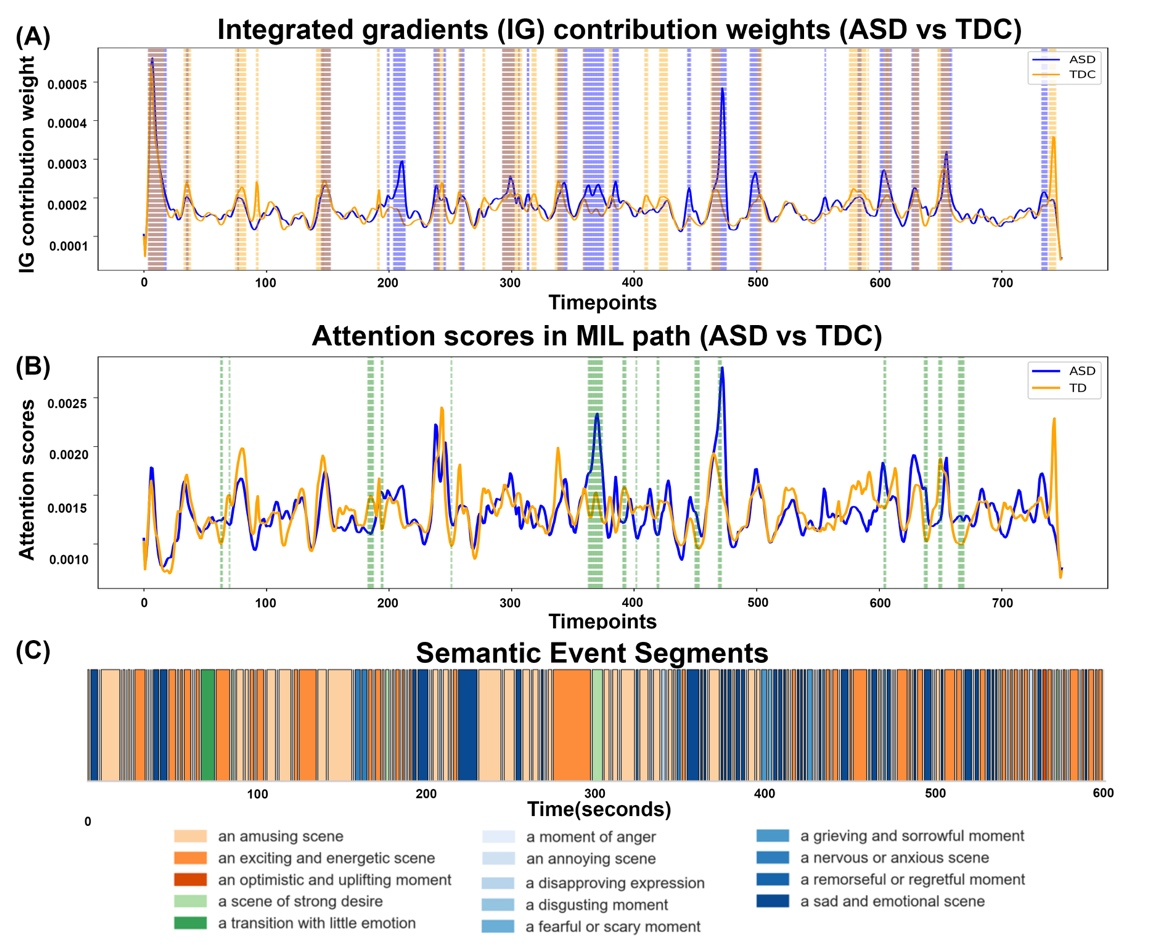 (A)
Integrated gradients (IG) contribution weights (ASD vs TDC)
IG contribution weight
0.0005
0.0004
0.0003
0.0002
0.0001
ASD
TDC
0 100 200 300 400 500 600 700
Timepoints
Attention scores in MIL path (ASD vs TDC)
(B)
Attention scores
0.0025
0.0020
0.0015
0.0010
ASD
TD
0 100 200 300 400 500 600 700
Timepoints
(C)
Semantic Event Segments
100 200 300 400 500 600
Time(seconds)
0
an amusing scene
an exciting and energetic scene
an optimistic and uplifting moment
a scene of strong desire
a transition with little emotion
a moment of anger
an annoying scene
a disapproving expression
a disgusting moment
a fearful or scary moment
a grieving and sorrowful moment
a nervous or anxious scene
a remorseful or regretful moment
a sad and emotional scene